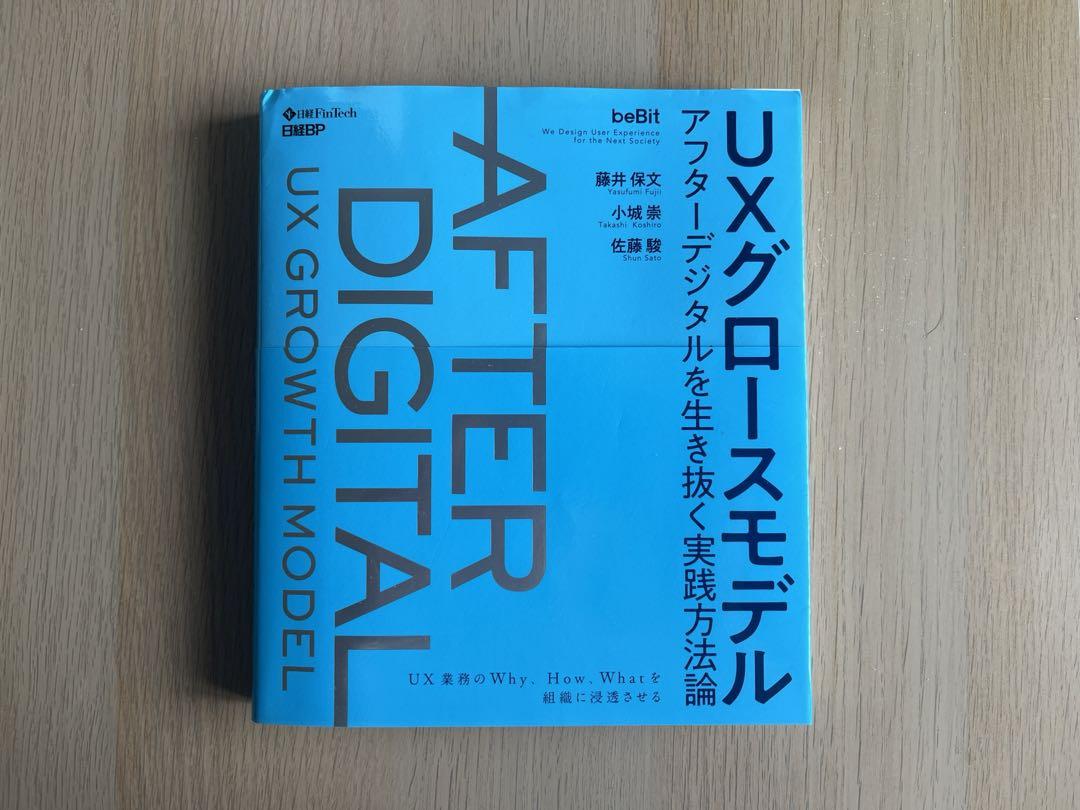 UXグロースモデル
アフターデジタルを生き抜く実践方法論
beBit
We Design User Experience
for the Next Society
藤井 保文
Yasufumi Fujii
小城 崇
Takashi Koshiro
佐藤 駿
Shun Sato
AFTER
DIGITAL
UX GROWTH MODEL
日経FinTech
日経BP
UX業務のWhy、How、Whatを
組織に浸透させる